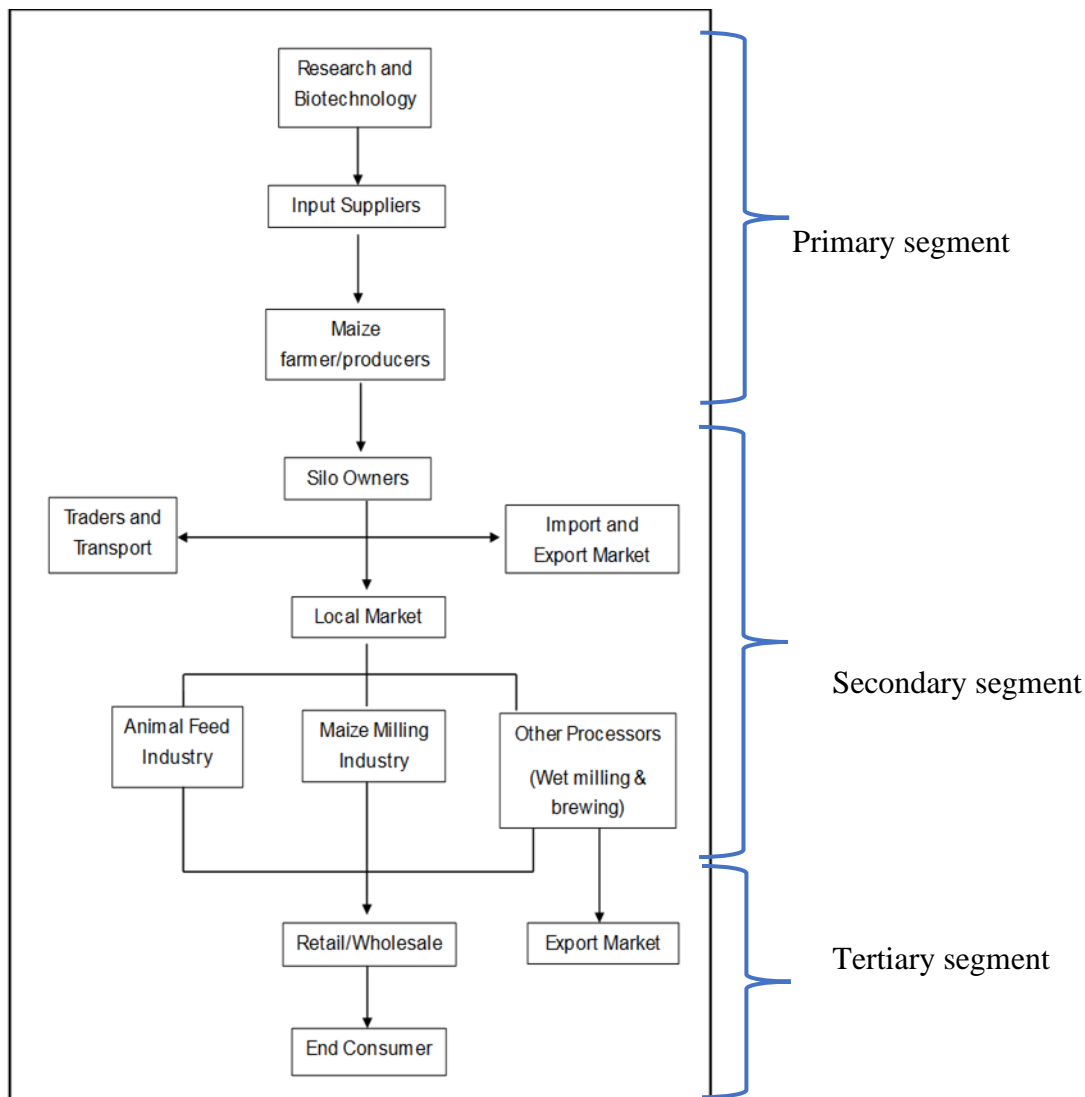 Research and
Biotechnology
Input Suppliers
Primary segment
Maize
farmer/producers
Silo Owners
Traders and
Transport
Import and
Export Market
Local Market
Secondary segment
Animal Feed
Industry
Maize Milling
Industry
Other Processors
(Wet milling &
brewing)
Retail/Wholesale
Export Market
Tertiary segment
End Consumer